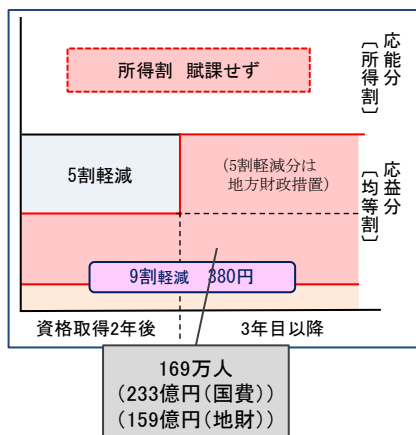 所得割 賦課せず
応能分
〔所得割〕
5割軽減
(5割軽減分は
地方財政措置)
応益分
〔均等割〕
9割軽減 380円
資格取得2年後
3年目以降
169万人
(233億円(国費))
(159億円(地財))